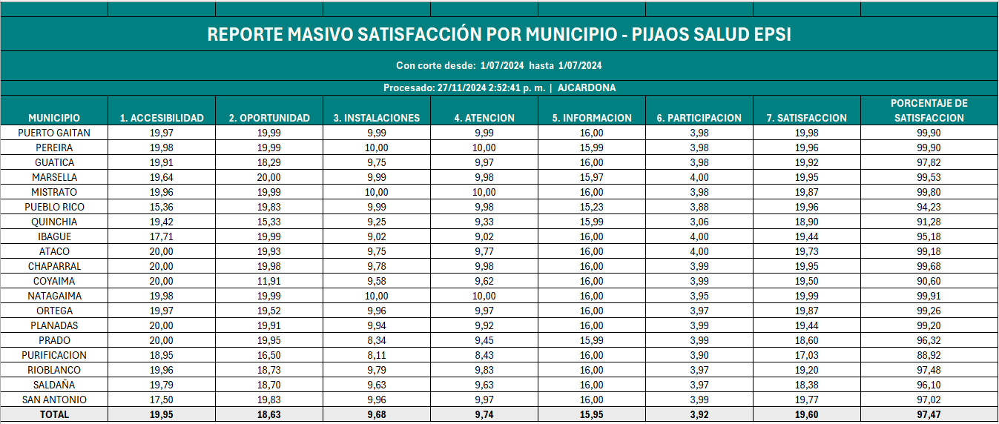 REPORTE MASIVO SATISFACCIÓN POR MUNICIPIO - PIJAOS SALUD EPSI
Con corte desde: 1/07/2024 hasta 1/07/2024
Procesado: 27/11/2024 2:52:41 p. m. | AJCARDONA
MUNICIPIO 1. ACCESIBILIDAD 2. OPORTUNIDAD 3. INSTALACIONES 4. ATENCION 5. INFORMACION 6. PARTICIPACION 7. SATISFACCION PORCENTAJE DE SATISFACCION
PUERTO GAITAN 19,97 19,99 9,99 9,99 16,00 3,98 19,98 99,90
PEREIRA 19,98 19,99 10,00 10,00 15,99 3,98 19,96 99,90
GUATICA 19,91 18,29 9,75 9,97 16,00 3,98 19,92 97,82
MARSELLA 19,64 20,00 9,99 9,98 15,97 4,00 19,95 99,53
MISTRATO 19,96 19,99 10,00 10,00 16,00 3,98 19,87 99,80
PUEBLO RICO 15,36 19,83 9,99 9,98 15,23 3,88 19,96 94,23
QUINCHIA 19,42 15,33 9,25 9,33 15,99 3,06 18,90 91,28
IBAGUE 17,71 19,99 9,02 9,02 16,00 4,00 19,44 95,18
ATACO 20,00 19,93 9,75 9,77 16,00 4,00 19,73 99,18
CHAPARRAL 20,00 19,98 9,78 9,98 16,00 3,99 19,95 99,68
COYAIMA 20,00 11,91 9,58 9,62 16,00 3,99 19,50 90,60
NATAGAIMA 19,98 19,99 10,00 10,00 16,00 3,95 19,99 99,91
ORTEGA 19,97 19,52 9,96 9,97 16,00 3,97 19,87 99,26
PLANADAS 20,00 19,91 9,94 9,92 16,00 3,99 19,44 99,20
PRADO 20,00 19,95 8,34 9,45 15,99 3,99 18,60 96,32
PURIFICACION 18,95 16,50 8,11 8,43 16,00 3,90 17,03 88,92
RIOBLANCO 19,96 18,73 9,79 9,83 16,00 3,97 19,20 97,48
SALDAÑA 19,79 18,70 9,63 9,63 16,00 3,97 18,38 96,10
SAN ANTONIO 17,50 19,83 9,96 9,97 16,00 3,99 19,77 97,02
TOTAL 19,95 18,63 9,68 9,74 15,95 3,92 19,60 97,47